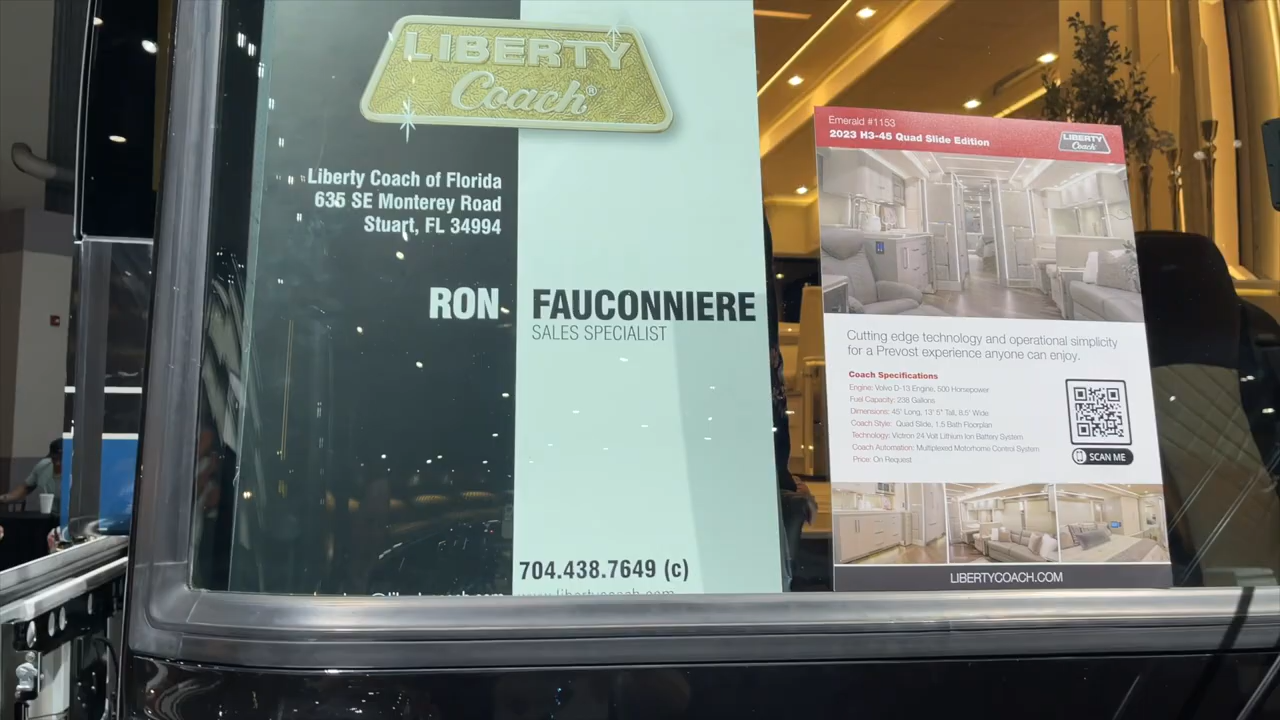 LIBERTY
Coach®
Liberty Coach of Florida
635 SE Monterey Road
Stuart, FL 34994
RON FAUCONNIERE
SALES SPECIALIST
704.438.7649 (c)
www.libertycoach.com
Emerald #1153
2023 H3-45 Quad Slide Edition
LIBERTY
Coach
Cutting edge technology and operational simplicity
for a Prevost experience anyone can enjoy.
Coach Specifications
Engine: Volvo D-13 Engine, 500 Horsepower
Fuel Capacity: 238 Gallons
Dimensions: 45' Long, 13' 5" Tall, 8.5' Wide
Coach Style: Quad Slide, 1.5 Bath Floorplan
Technology: Victron 24 Volt Lithium Ion Battery System
Coach Automation: Multiplexed Motorhome Control System
Price: On Request
SCAN ME
LIBERTYCOACH.COM